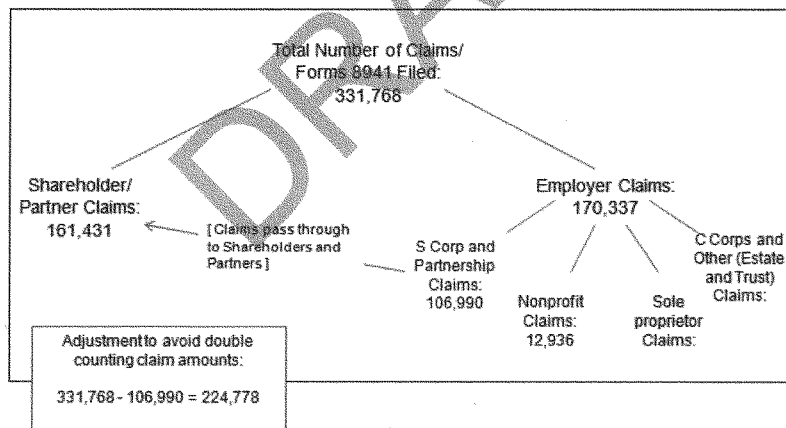 Total Number of Claims/
Forms 8941 Filed:
331,768
Shareholder/
Partner Claims:
161,431
[ Claims pass through
to Shareholders and
Partners ]
Employer Claims:
170,337
S Corp and
Partnership
Claims:
106,990
Nonprofit
Claims:
12,936
Sole
proprietor
Claims:
C Corps and
Other (Estate
and Trust)
Claims:
Adjustment to avoid double
counting claim amounts:
331,768 - 106,990 = 224,778
DRA